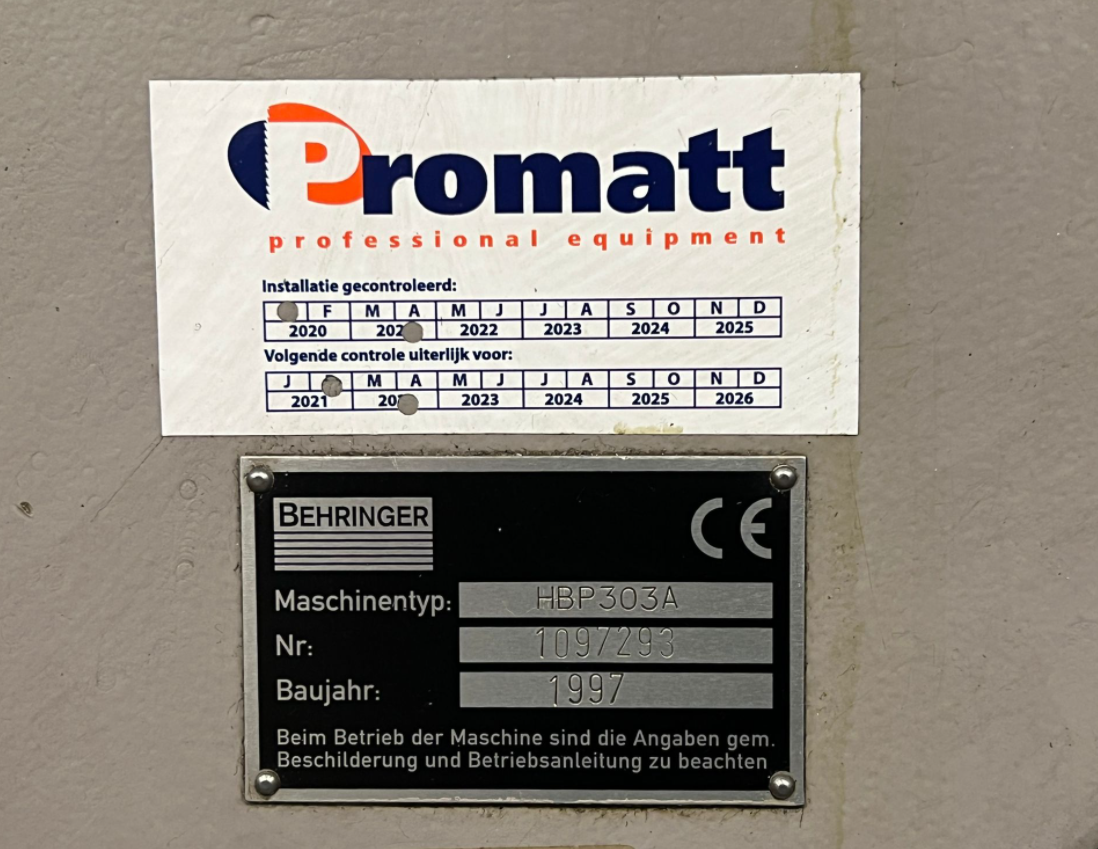 Promatt
professional equipment
Installatie gecontroleerd:
F M A M J J A S O N D
2020 2022 2023 2024 2025
Volgende controle uiterlijk voor:
J M A M J J A S O N D
2021 2023 2024 2025 2026
BEHRINGER
CE
Maschinentyp: HBP303A
Nr: 1097293
Baujahr: 1997
Beim Betrieb der Maschine sind die Angaben gem.
Beschilderung und Betriebsanleitung zu beachten